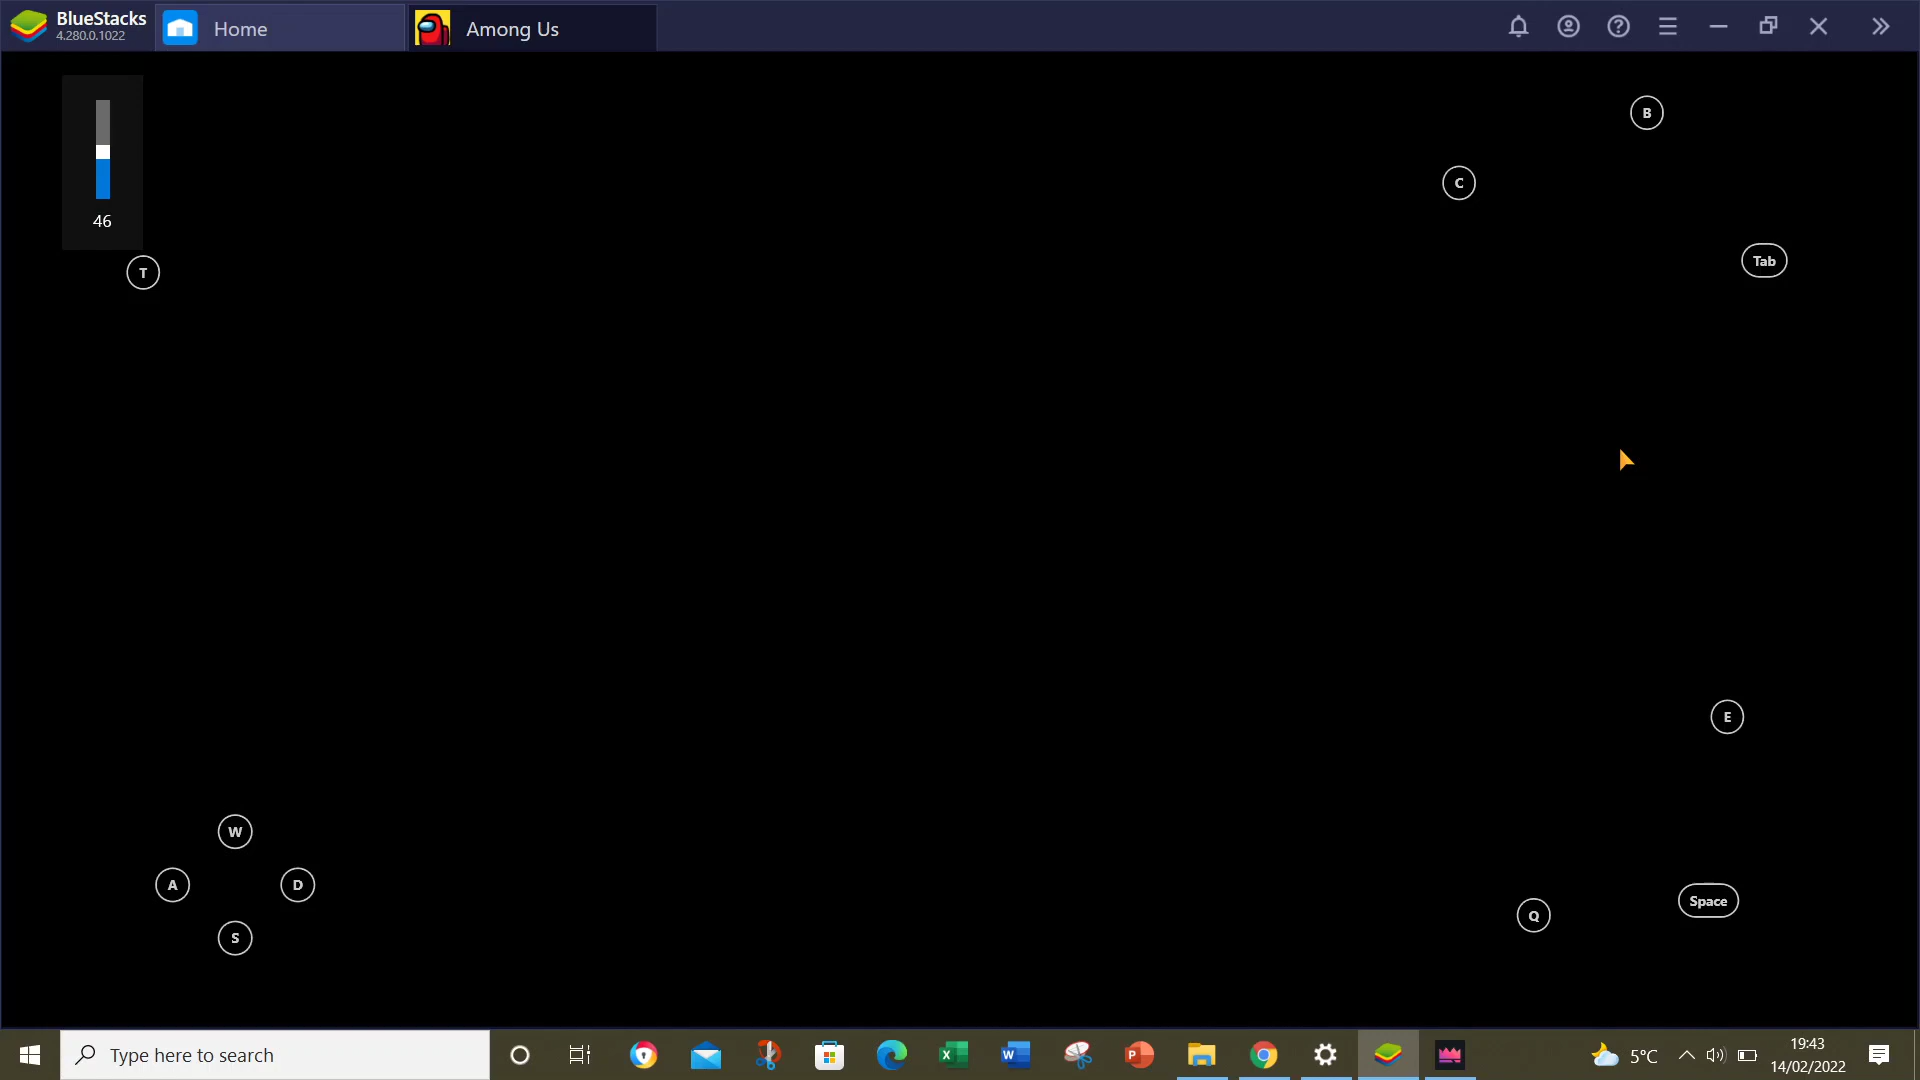 BlueStacks
4.280.0.1022
Home
Among Us
46
B
C
T
Tab
E
W
A
D
S
Q
Space
Type here to search
5°C
19:43
14/02/2022